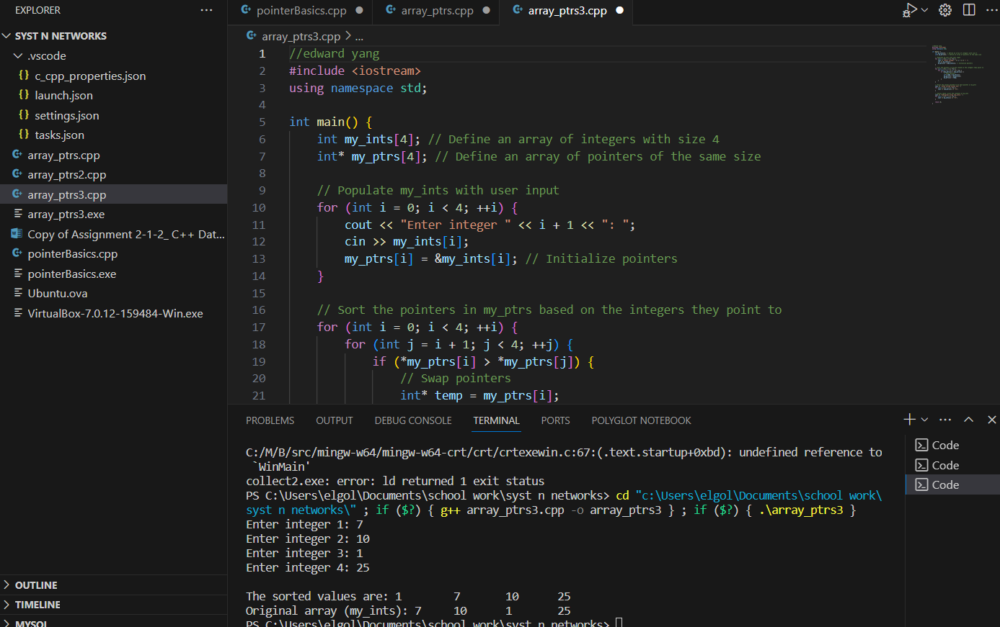 EXPLORER
SYST N NETWORKS
.vscode
{} c_cpp_properties.json
{} launch.json
{} settings.json
{} tasks.json
array_ptrs.cpp
array_ptrs2.cpp
array_ptrs3.cpp
array_ptrs3.exe
Copy of Assignment 2-1-2_ C++ Dat...
pointerBasics.cpp
pointerBasics.exe
Ubuntu.ova
VirtualBox-7.0.12-159484-Win.exe
OUTLINE
TIMELINE
MYSQL
pointerBasics.cpp
array_ptrs.cpp
array_ptrs3.cpp
array_ptrs3.cpp > ...
1 //edward yang
2 #include <iostream>
3 using namespace std;
4
5 int main() {
6 int my_ints[4]; // Define an array of integers with size 4
7 int* my_ptrs[4]; // Define an array of pointers of the same size
8
9 // Populate my_ints with user input
10 for (int i = 0; i < 4; ++i) {
11 cout << "Enter integer " << i + 1 << ": ";
12 cin >> my_ints[i];
13 my_ptrs[i] = &my_ints[i]; // Initialize pointers
14 }
15
16 // Sort the pointers in my_ptrs based on the integers they point to
17 for (int i = 0; i < 4; ++i) {
18 for (int j = i + 1; j < 4; ++j) {
19 if (*my_ptrs[i] > *my_ptrs[j]) {
20 // Swap pointers
21 int* temp = my_ptrs[i];
PROBLEMS OUTPUT DEBUG CONSOLE TERMINAL PORTS POLYGLOT NOTEBOOK
C:/M/B/src/mingw-w64/mingw-w64-crt/crt/crtexewin.c:67:(.text.startup+0xbd): undefined reference to
`WinMain'
collect2.exe: error: ld returned 1 exit status
PS C:\Users\elgol\Documents\school work\syst n networks> cd "c:\Users\elgol\Documents\school work\
syst n networks\" ; if ($?) { g++ array_ptrs3.cpp -o array_ptrs3 } ; if ($?) { .\array_ptrs3 }
Enter integer 1: 7
Enter integer 2: 10
Enter integer 3: 1
Enter integer 4: 25
The sorted values are: 1 7 10 25
Original array (my_ints): 7 10 1 25
PS C:\Users\elgol\Documents\school work\syst n networks>
Code
Code
Code